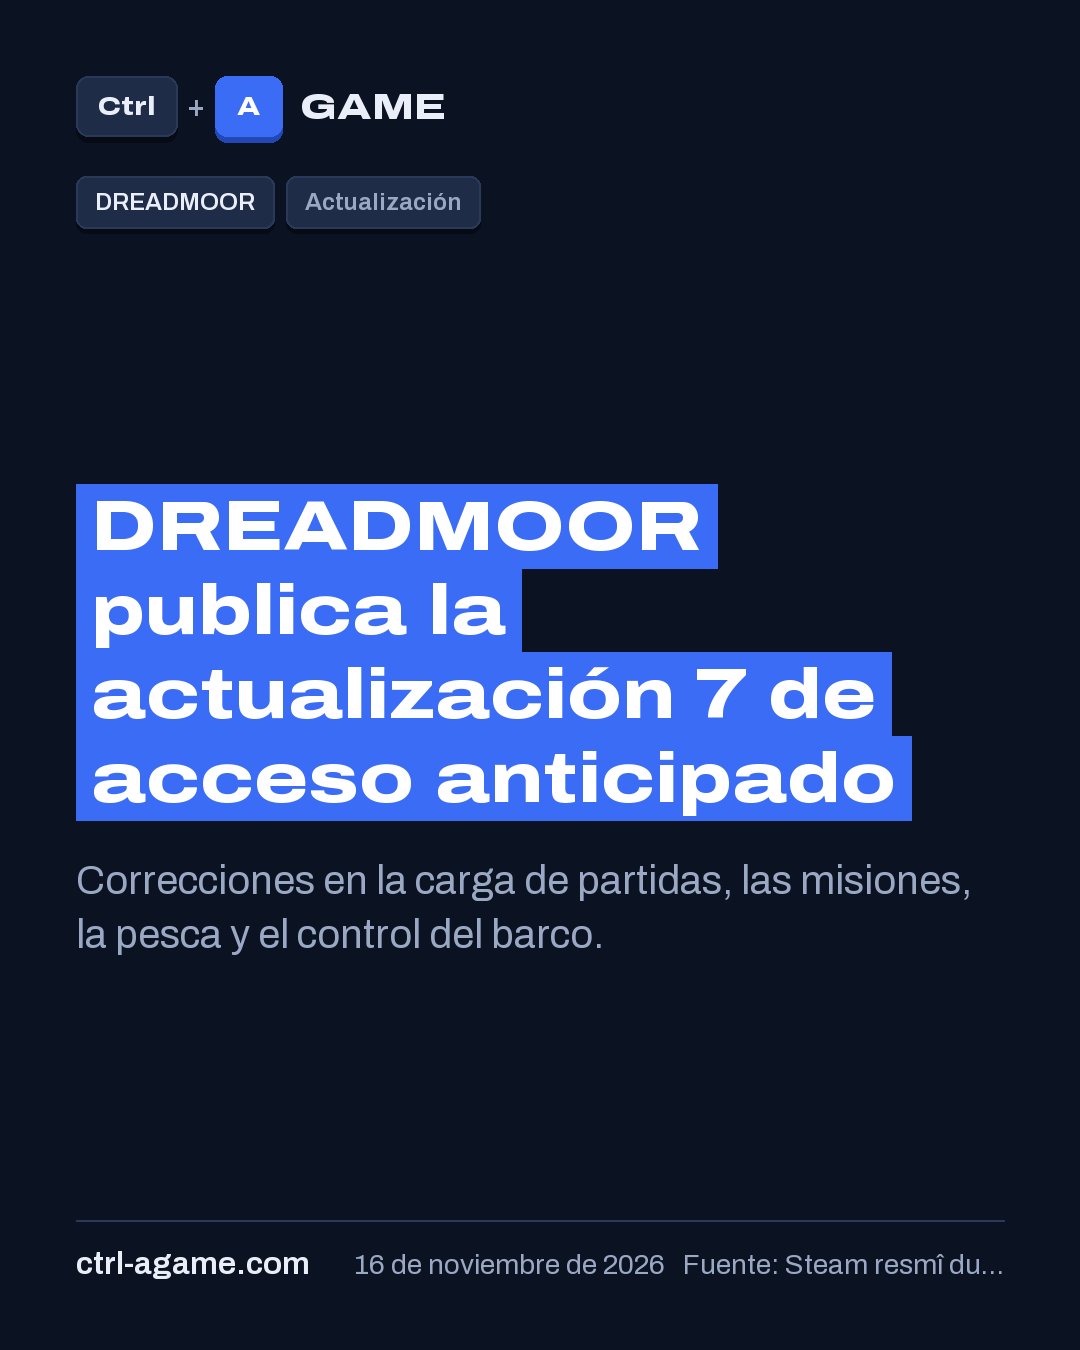 Ctrl + A GAME
DREADMOOR Actualización
DREADMOOR
publica la
actualización 7 de
acceso anticipado
Correcciones en la carga de partidas, las misiones,
la pesca y el control del barco.
ctrl-agame.com 16 de noviembre de 2026 Fuente: Steam resmî du...